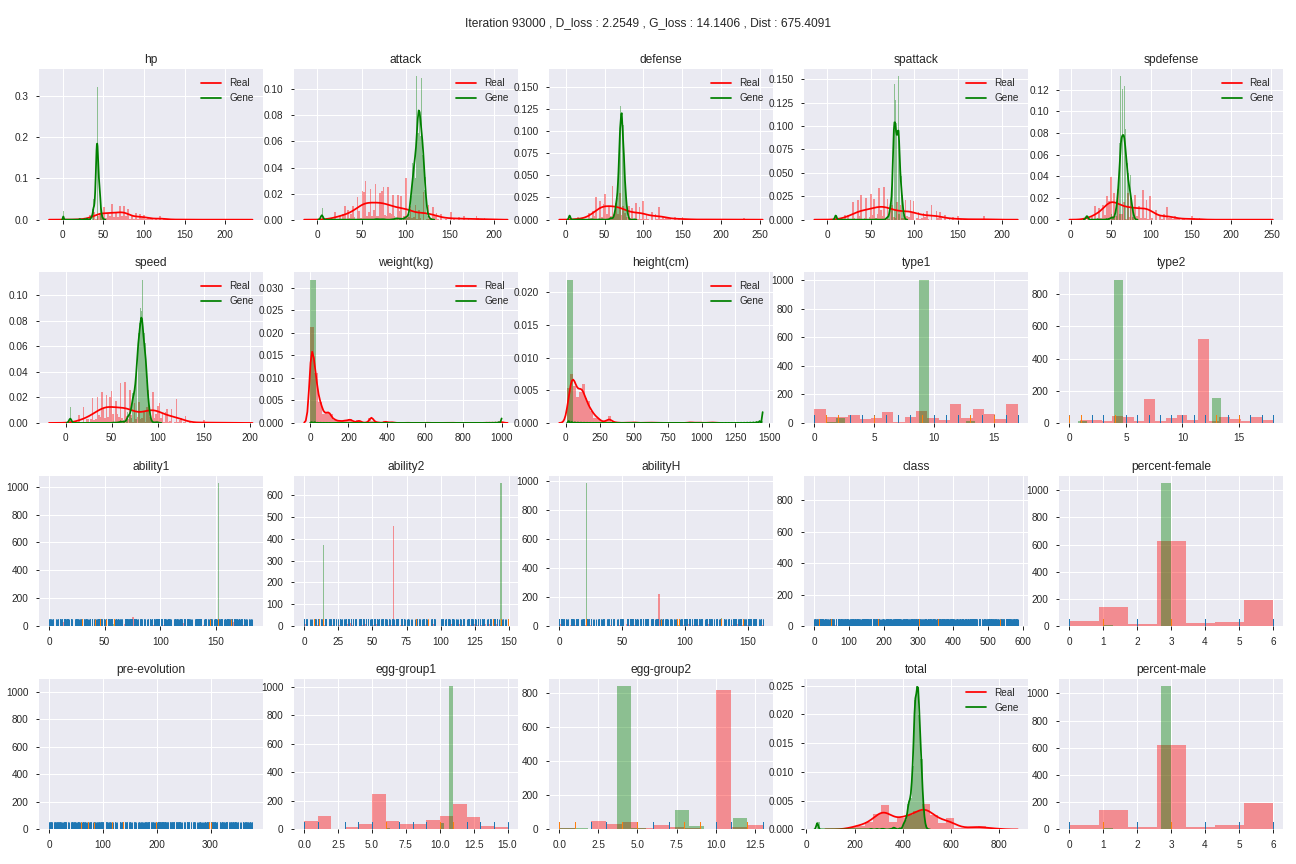 Iteration 93000 , D_loss : 2.2549 , G_loss : 14.1406 , Dist : 675.4091
hp attack defense spattack spdefense
Real Real Real Real Real
Gene Gene Gene Gene Gene
0.3 0.10 0.150 0.150 0.12
0.125 0.125 0.10
0.08
0.2 0.06 0.100 0.100 0.08
0.075 0.075 0.06
0.1 0.04 0.050 0.050 0.04
0.02 0.025 0.025 0.02
0.0 0.00 0.000 0.000 0.00
0 50 100 150 200 0 50 100 150 200 0 50 100 150 200 250 0 50 100 150 200 0 50 100 150 200 250
speed weight(kg) height(cm) type1 type2
Real Real Real
Gene Gene Gene
0.10 0.030 0.020 1000 800
0.08 0.025 800
0.020 0.015 600
0.06 0.015 0.010 600 400
0.04 0.010 400
0.02 0.005 0.005 200 200
0.00 0.000 0.000 0 0
0 50 100 150 200 0 200 400 600 800 1000 0 250 500 750 1000 1250 1500 0 5 10 15 0 5 10 15
ability1 ability2 abilityH class percent-female
1000 600 1000 800 1000
800 500 800 800
600 400 600 600 600
300
400 200 400 400 400
200 100 200 200 200
0 0 0 0 0
0 50 100 150 0 25 50 75 100 125 150 0 50 100 150 0 100 200 300 400 500 600 0 1 2 3 4 5 6
pre-evolution egg-group1 egg-group2 total percent-male
Real
Gene
1000 1000 800 0.025 1000
800 800 600 0.020 800
600 600 0.015 600
400 400 400 0.010 400
200 200 200 0.005 200
0 0 0 0.000 0
0 100 200 300 0.0 2.5 5.0 7.5 10.0 12.5 15.0 0.0 2.5 5.0 7.5 10.0 12.5 0 200 400 600 800 0 1 2 3 4 5 6